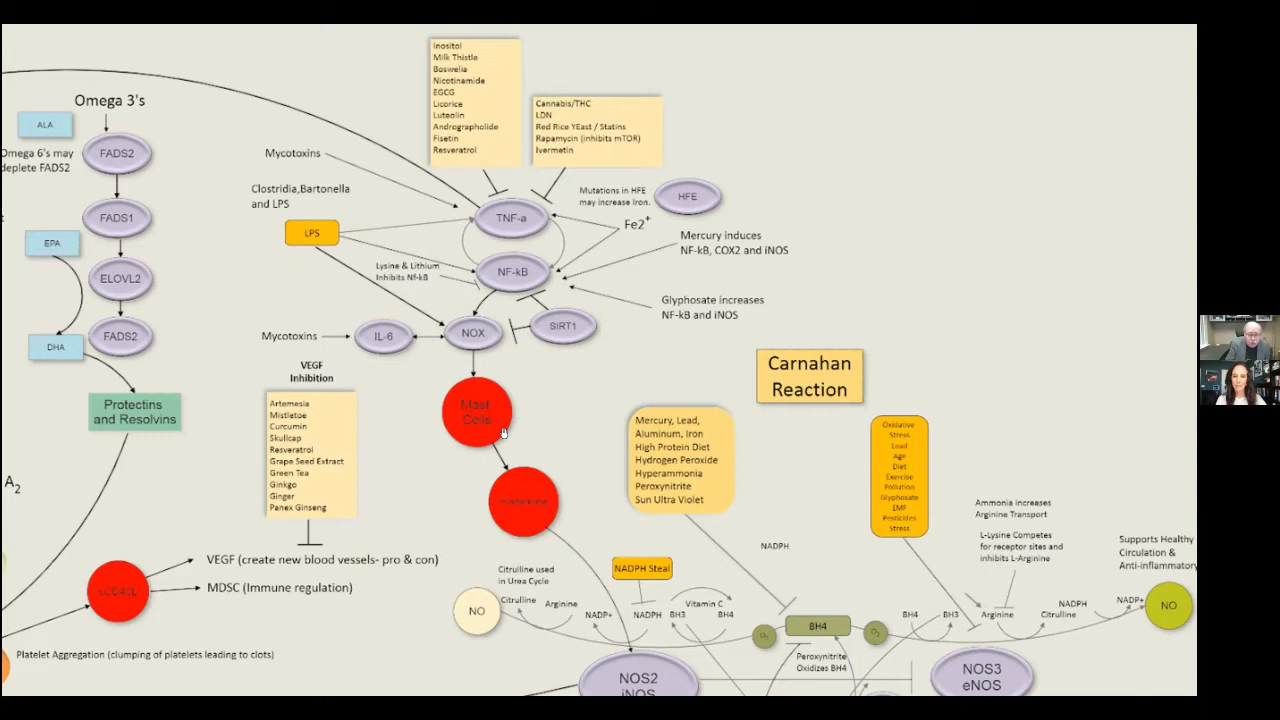 Omega 3's
ALA
Omega 6's may
deplete FADS2
FADS2
FADS1
EPA
ELOVL2
FADS2
DHA
Protectins
and Resolvins
A2
sCD40L
Platelet Aggregation (clumping of platelets leading to clots)
Inositol
Milk Thistle
Boswelia
Nicotinamide
EGCG
Licorice
Luteolin
Andrographolide
Fisetin
Resveratrol
Cannabis/THC
LDN
Red Rice YEast / Statins
Rapamycin (inhibits mTOR)
Ivermetin
Mycotoxins
Clostridia,Bartonella
and LPS
LPS
TNF-a
Mutations in HFE
may increase Iron.
HFE
Fe2+
Mercury induces
NF-kB, COX2 and iNOS
Lysine & Lithium
Inhibits Nf-kB
NF-kB
Glyphosate increases
NF-kB and iNOS
Mycotoxins
IL-6
NOX
SIRT1
VEGF
Inhibition
Artemesia
Mistletoe
Curcumin
Skullcap
Resveratrol
Grape Seed Extract
Green Tea
Ginkgo
Ginger
Panex Ginseng
VEGF (create new blood vessels- pro & con)
MDSC (Immune regulation)
Mast
Cells
Histamine
Carnahan
Reaction
Mercury, Lead,
Aluminum, Iron
High Protein Diet
Hydrogen Peroxide
Hyperammonia
Peroxynitrite
Sun Ultra Violet
Oxidative
Stress
Lead
Age
Diet
Exercise
Pollution
Glyphosate
EMF
Pesticides
Stress
Ammonia increases
Arginine Transport
L-Lysine Competes
for receptor sites and
inhibits L-Arginine
Supports Healthy
Circulation &
Anti-inflammatory
NADPH
NADPH Steal
Citrulline used
in Urea Cycle
NO
Citrulline
Arginine
NADP+
NADPH
BH3
Vitamin C
BH4
O2
BH4
O2
BH4
BH3
Arginine
Citrulline
NADPH
NADP+
NO
Peroxynitrite
Oxidizes BH4
NOS2
iNOS
NOS3
eNOS